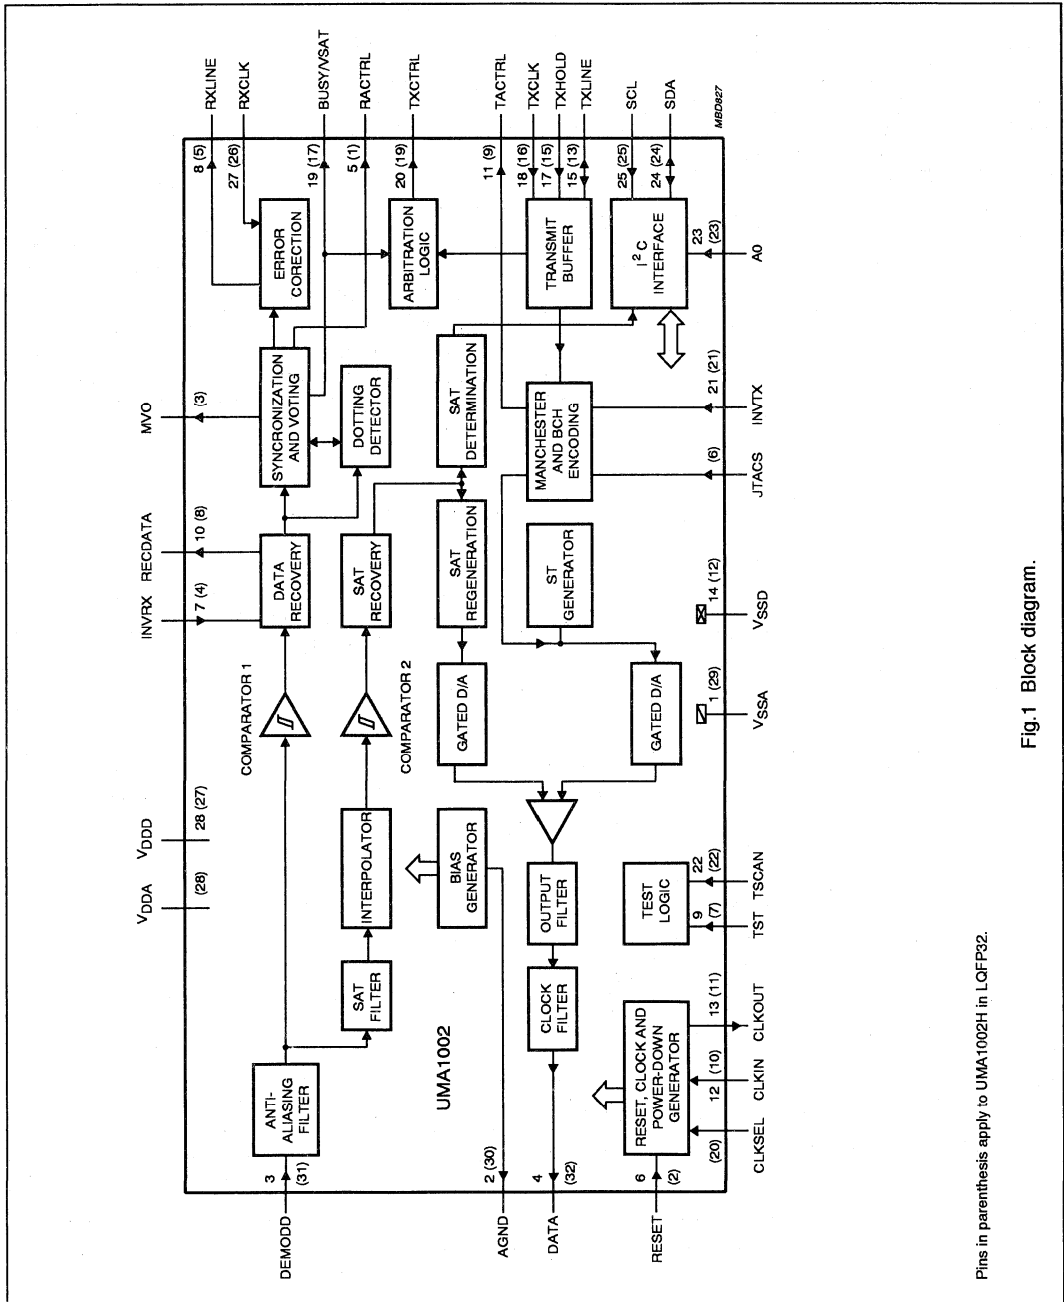 RXLINE
8 (5)
RXCLK
27 (26)
BUSY/VSAT
19 (17)
RACTRL
5 (1)
TXCTRL
20 (19)
TACTRL
11 (9)
TXCLK
18 (16)
TXHOLD
17 (15)
TXLINE
15 (13)
SCL
25 (25)
SDA
24 (24)
MBD827
ERROR
CORECTION
ARBITRATION
LOGIC
TRANSMIT
BUFFER
I²C
INTERFACE
23
(23)
A0
MVO
(3)
SYNCRONIZATION
AND VOTING
DOTTING
DETECTOR
SAT
DETERMINATION
MANCHESTER
AND BCH
ENCODING
21 (21)
INVTX
(6)
JTACS
RECDATA
10 (8)
INVRX
7 (4)
DATA
RECOVERY
SAT
RECOVERY
SAT
REGENERATION
ST
GENERATOR
14 (12)
VSSD
COMPARATOR 1
COMPARATOR 2
GATED D/A
GATED D/A
1 (29)
VSSA
VDDD
28 (27)
VDDA
(28)
INTERPOLATOR
BIAS
GENERATOR
OUTPUT
FILTER
TEST
LOGIC
22
(22)
TSCAN
9
(7)
TST
SAT
FILTER
CLOCK
FILTER
UMA1002
ANTI-
ALIASING
FILTER
RESET, CLOCK AND
POWER-DOWN
GENERATOR
13 (11)
CLKOUT
12 (10)
CLKIN
(20)
CLKSEL
3
(31)
DEMODD
2 (30)
AGND
4
(32)
DATA
6
(2)
RESET
Pins in parenthesis apply to UMA1002H in LQFP32.
Fig.1 Block diagram.